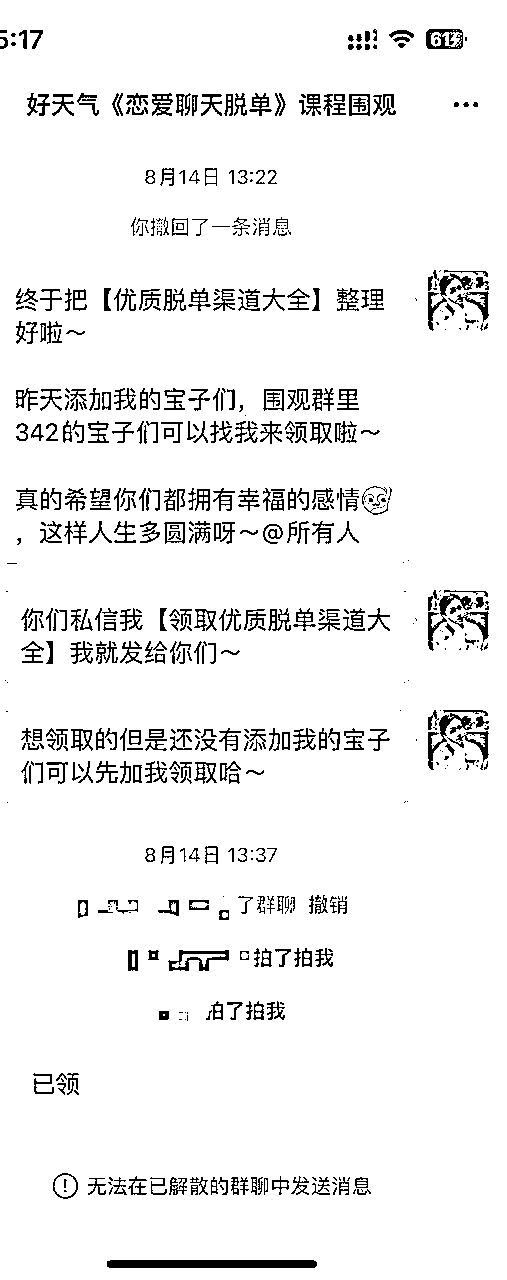 5:17
61
好天气《恋爱聊天脱单》课程围观
8月14日 13:22
你撤回了一条消息
终于把【优质脱单渠道大全】整理
好啦～
昨天添加我的宝子们，围观群里
342的宝子们可以找我来领取啦～
真的希望你们都拥有幸福的感情
，这样人生多圆满呀～@所有人
你们私信我【领取优质脱单渠道大
全】我就发给你们～
想领取的但是还没有添加我的宝子
们可以先加我领取哈～
8月14日 13:37
了群聊 撤销
拍了拍我
拍了拍我
已领
无法在已解散的群聊中发送消息